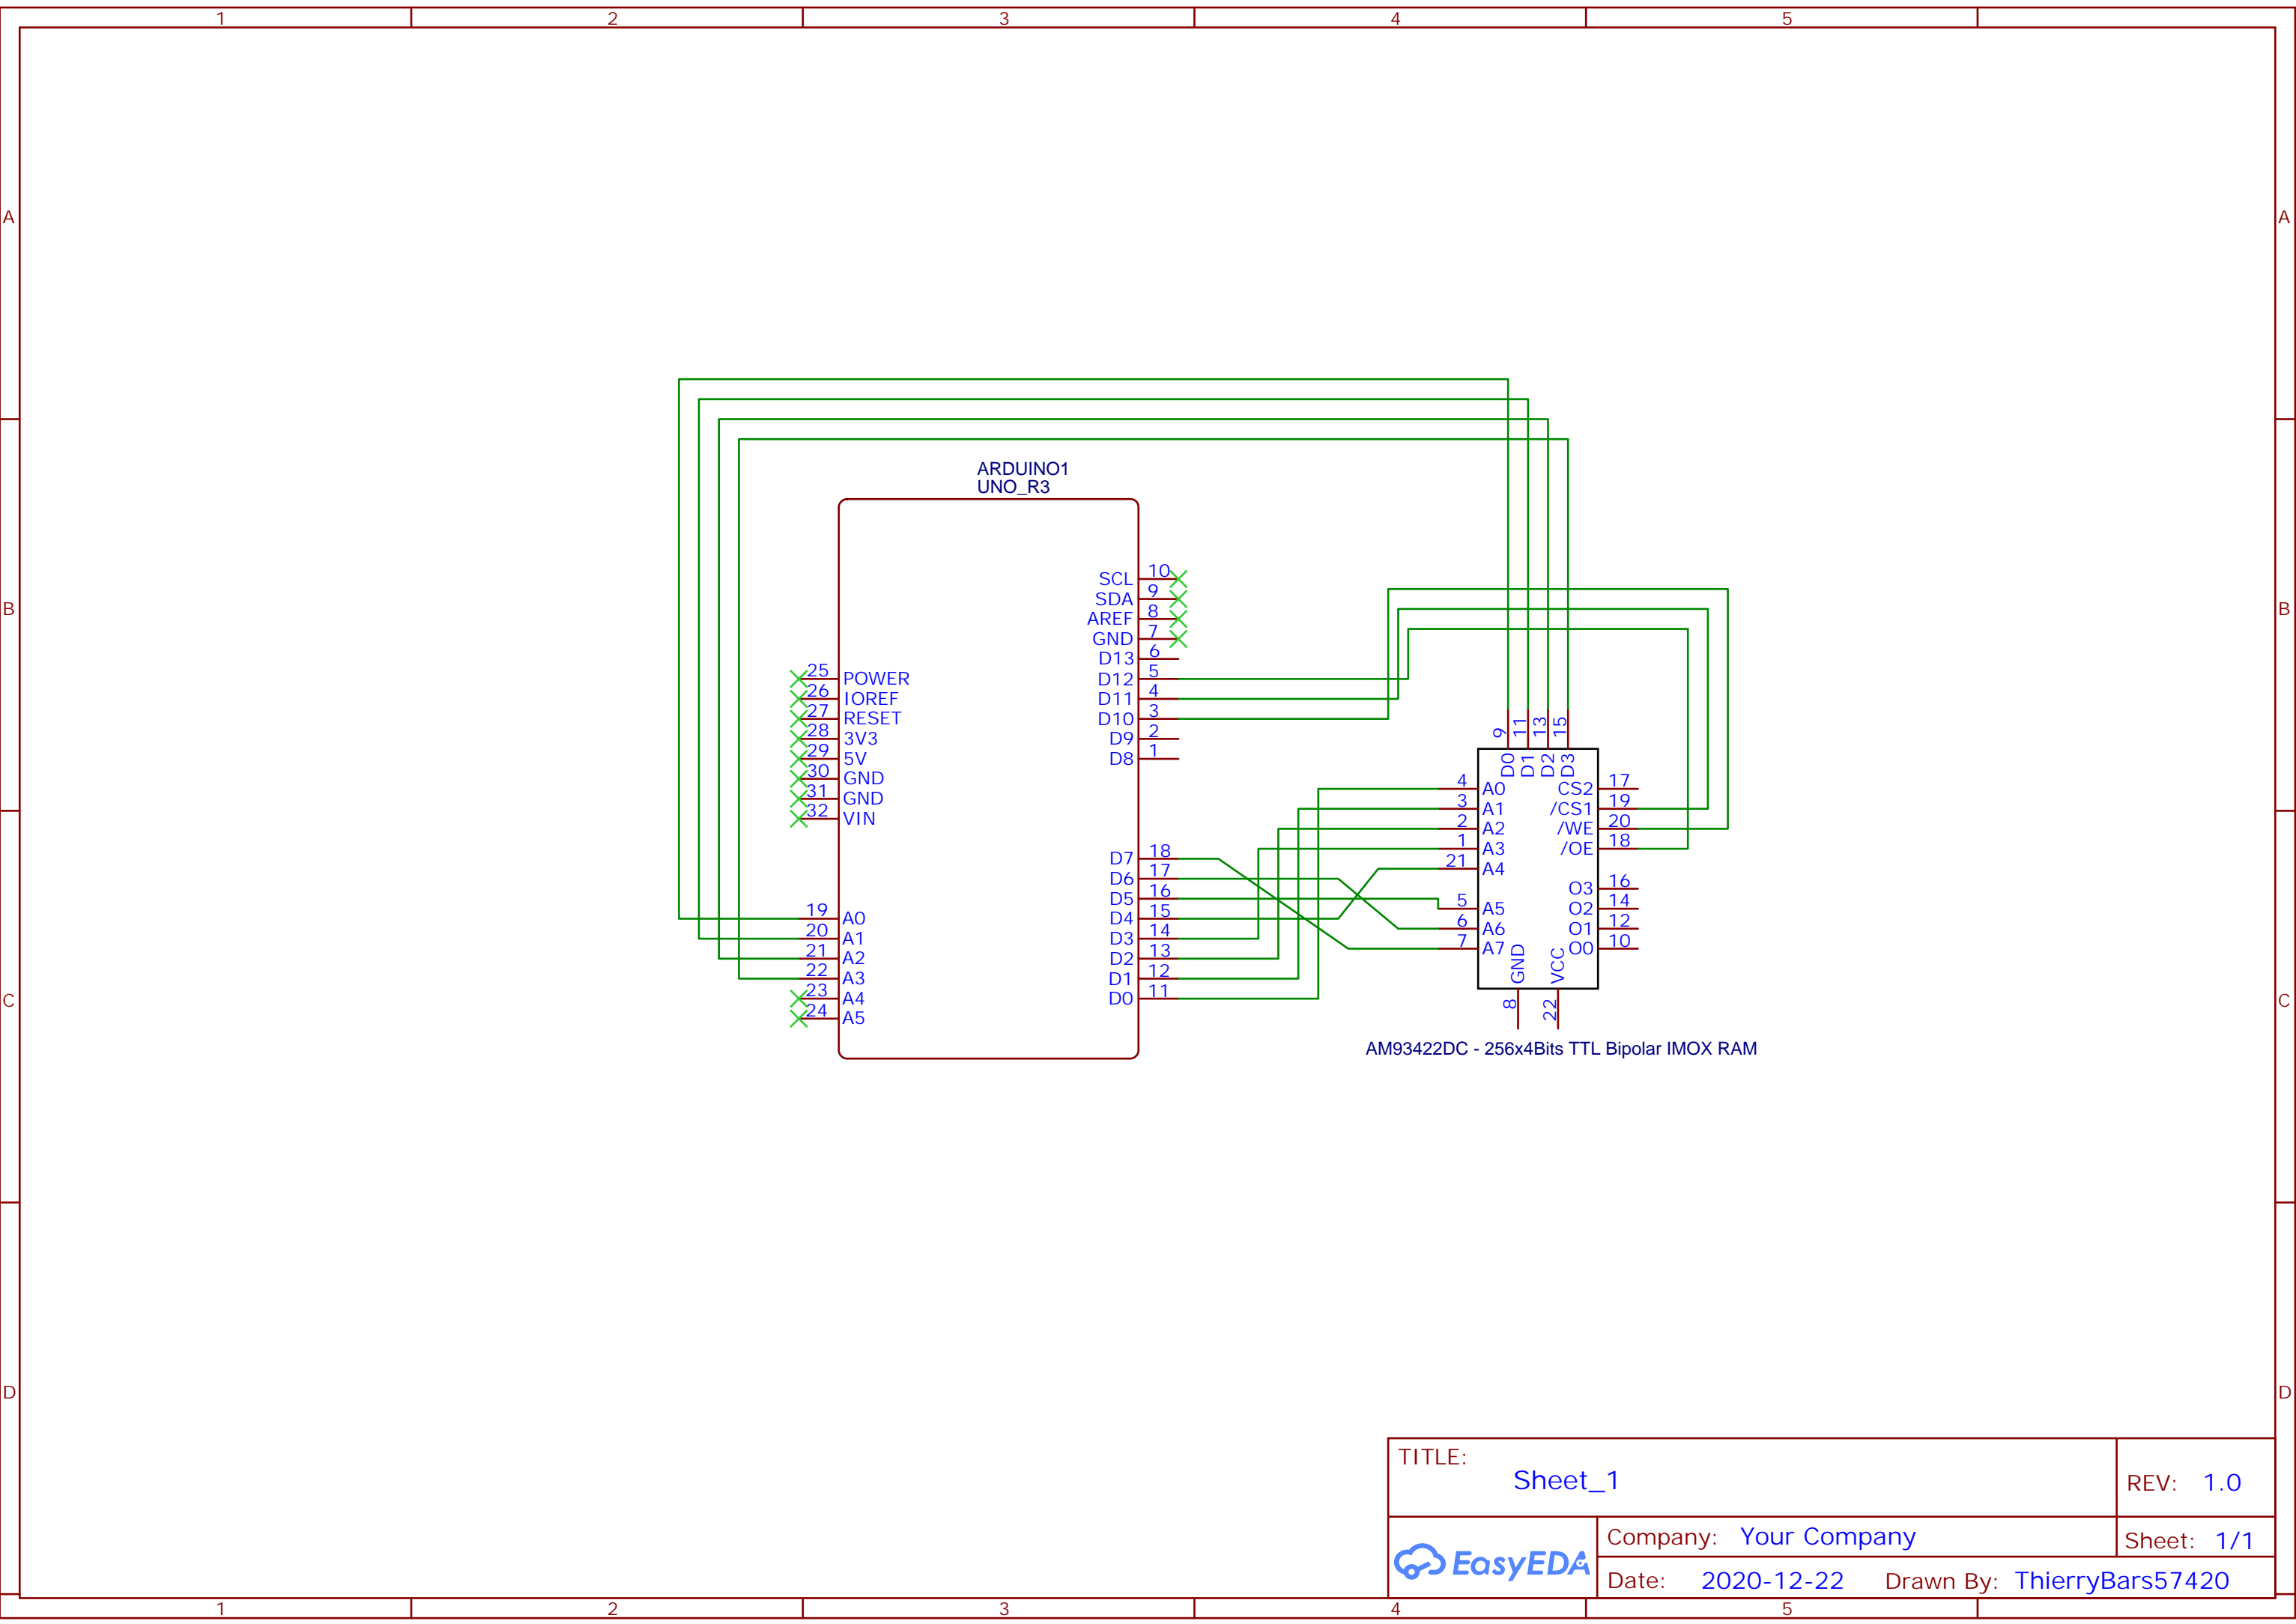 1 2 3 4 5
A A
B B
C C
D D
ARDUINO1
UNO_R3
10 SCL
9 SDA
8 AREF
7 GND
6 D13
5 D12
4 D11
3 D10
2 D9
1 D8
18 D7
17 D6
16 D5
15 D4
14 D3
13 D2
12 D1
11 D0
25 POWER
26 IOREF
27 RESET
28 3V3
29 5V
30 GND
31 GND
32 VIN
19 A0
20 A1
21 A2
22 A3
23 A4
24 A5
9 11 13 15
D0 D1 D2 D3
4 A0
3 A1
2 A2
1 A3
21 A4
5 A5
6 A6
7 A7
CS2 17
/CS1 19
/WE 20
/OE 18
O3 16
O2 14
O1 12
O0 10
GND VCC
8 22
AM93422DC - 256x4Bits TTL Bipolar IMOX RAM
TITLE:
Sheet_1
REV: 1.0
EasyEDA
Company: Your Company
Sheet: 1/1
Date: 2020-12-22 Drawn By: ThierryBars57420
1 2 3 4 5